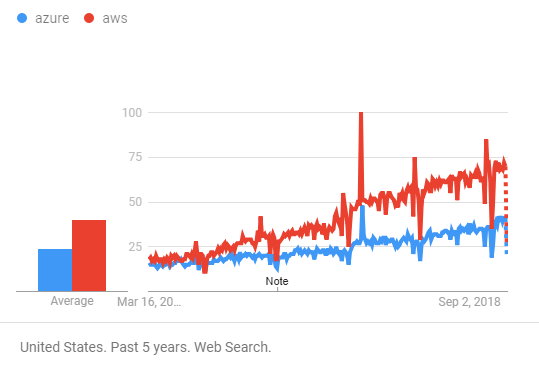 azure aws
100
75
50
25
Note
Average Mar 16, 20... Sep 2, 2018
United States. Past 5 years. Web Search.